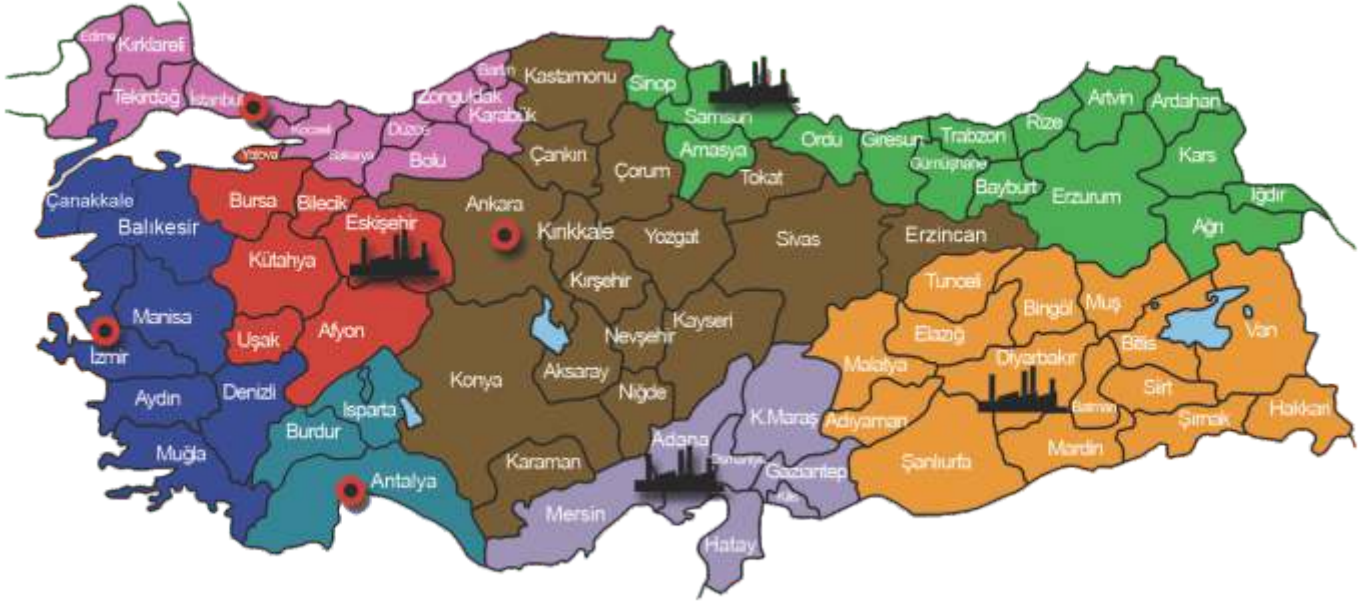 Edirne
Kırklareli
Tekirdağ
İstanbul
Kocaeli
Yalova
Sakarya
Düzce
Bolu
Zonguldak
Bartın
Karabük
Kastamonu
Sinop
Samsun
Amasya
Ordu
Giresun
Gümüşhane
Trabzon
Bayburt
Rize
Artvin
Ardahan
Kars
Iğdır
Ağrı
Erzurum
Çankırı
Çorum
Tokat
Ankara
Kırıkkale
Yozgat
Sivas
Erzincan
Kırşehir
Nevşehir
Kayseri
Aksaray
Niğde
Konya
Karaman
Çanakkale
Balıkesir
Manisa
İzmir
Aydın
Denizli
Muğla
Bursa
Bilecik
Eskişehir
Kütahya
Uşak
Afyon
Isparta
Burdur
Antalya
Mersin
Adana
Osmaniye
K.Maraş
Gaziantep
Kilis
Hatay
Malatya
Adıyaman
Şanlıurfa
Elazığ
Tunceli
Bingöl
Muş
Bitlis
Van
Diyarbakır
Batman
Siirt
Mardin
Şırnak
Hakkari